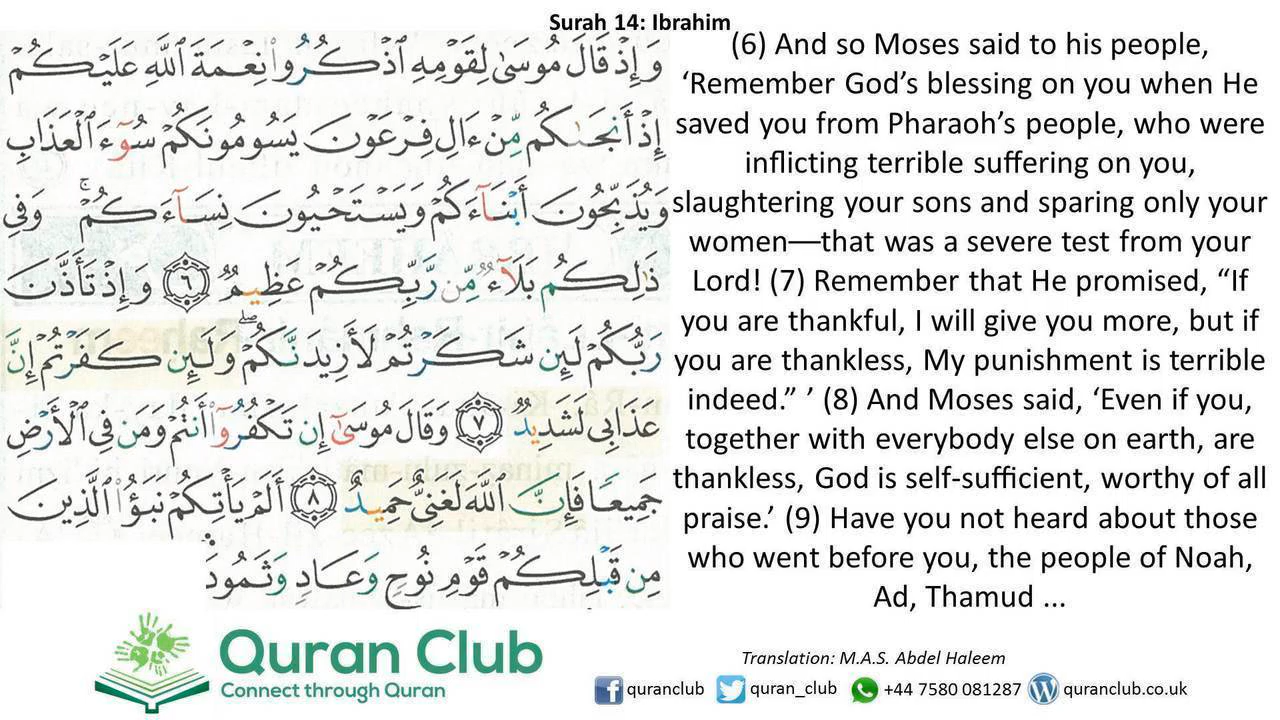 Surah 14: Ibrahim
وَإِذْ قَالَ مُوسَىٰ لِقَوْمِهِ ٱذْكُرُوا۟ نِعْمَةَ ٱللَّهِ عَلَيْكُمْ
إِذْ أَنجَىٰكُم مِّنْ ءَالِ فِرْعَوْنَ يَسُومُونَكُمْ سُوٓءَ ٱلْعَذَابِ
وَيُذَبِّحُونَ أَبْنَآءَكُمْ وَيَسْتَحْيُونَ نِسَآءَكُمْ ۚ وَفِى
ذَٰلِكُم بَلَآءٌ مِّن رَّبِّكُمْ عَظِيمٌ ٦ وَإِذْ تَأَذَّنَ
رَبُّكُمْ لَئِن شَكَرْتُمْ لَأَزِيدَنَّكُمْ ۖ وَلَئِن كَفَرْتُمْ إِنَّ
عَذَابِى لَشَدِيدٌ ٧ وَقَالَ مُوسَىٰٓ إِن تَكْفُرُوٓا۟ أَنتُمْ وَمَن فِى ٱلْأَرْضِ
جَمِيعًا فَإِنَّ ٱللَّهَ لَغَنِىٌّ حَمِيدٌ ٨ أَلَمْ يَأْتِكُمْ نَبَؤُا۟ ٱلَّذِينَ
مِن قَبْلِكُمْ قَوْمِ نُوحٍ وَعَادٍ وَثَمُودَ
(6) And so Moses said to his people,
‘Remember God’s blessing on you when He
saved you from Pharaoh’s people, who were
inflicting terrible suffering on you,
slaughtering your sons and sparing only your
women—that was a severe test from your
Lord! (7) Remember that He promised, “If
you are thankful, I will give you more, but if
you are thankless, My punishment is terrible
indeed.” ’ (8) And Moses said, ‘Even if you,
together with everybody else on earth, are
thankless, God is self-sufficient, worthy of all
praise.’ (9) Have you not heard about those
who went before you, the people of Noah,
Ad, Thamud ...
Quran Club
Connect through Quran
Translation: M.A.S. Abdel Haleem
quranclub quran_club +44 7580 081287 quranclub.co.uk